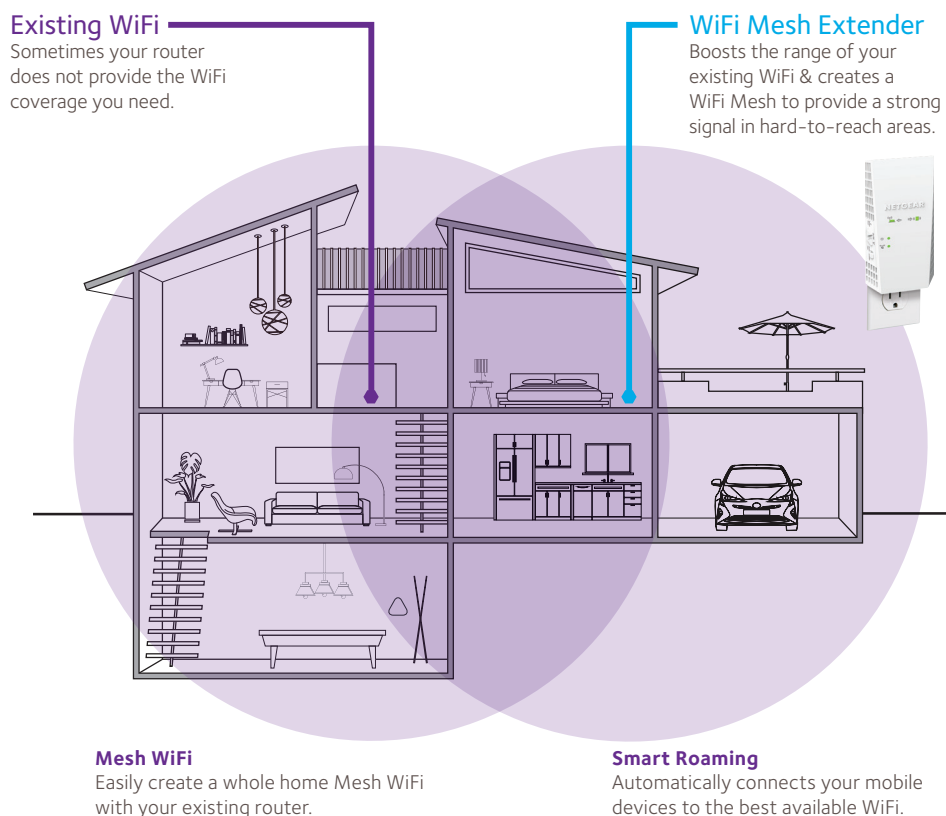 Existing WiFi
Sometimes your router
does not provide the WiFi
coverage you need.
WiFi Mesh Extender
Boosts the range of your
existing WiFi & creates a
WiFi Mesh to provide a strong
signal in hard-to-reach areas.
NETGEAR
Mesh WiFi
Easily create a whole home Mesh WiFi
with your existing router.
Smart Roaming
Automatically connects your mobile
devices to the best available WiFi.